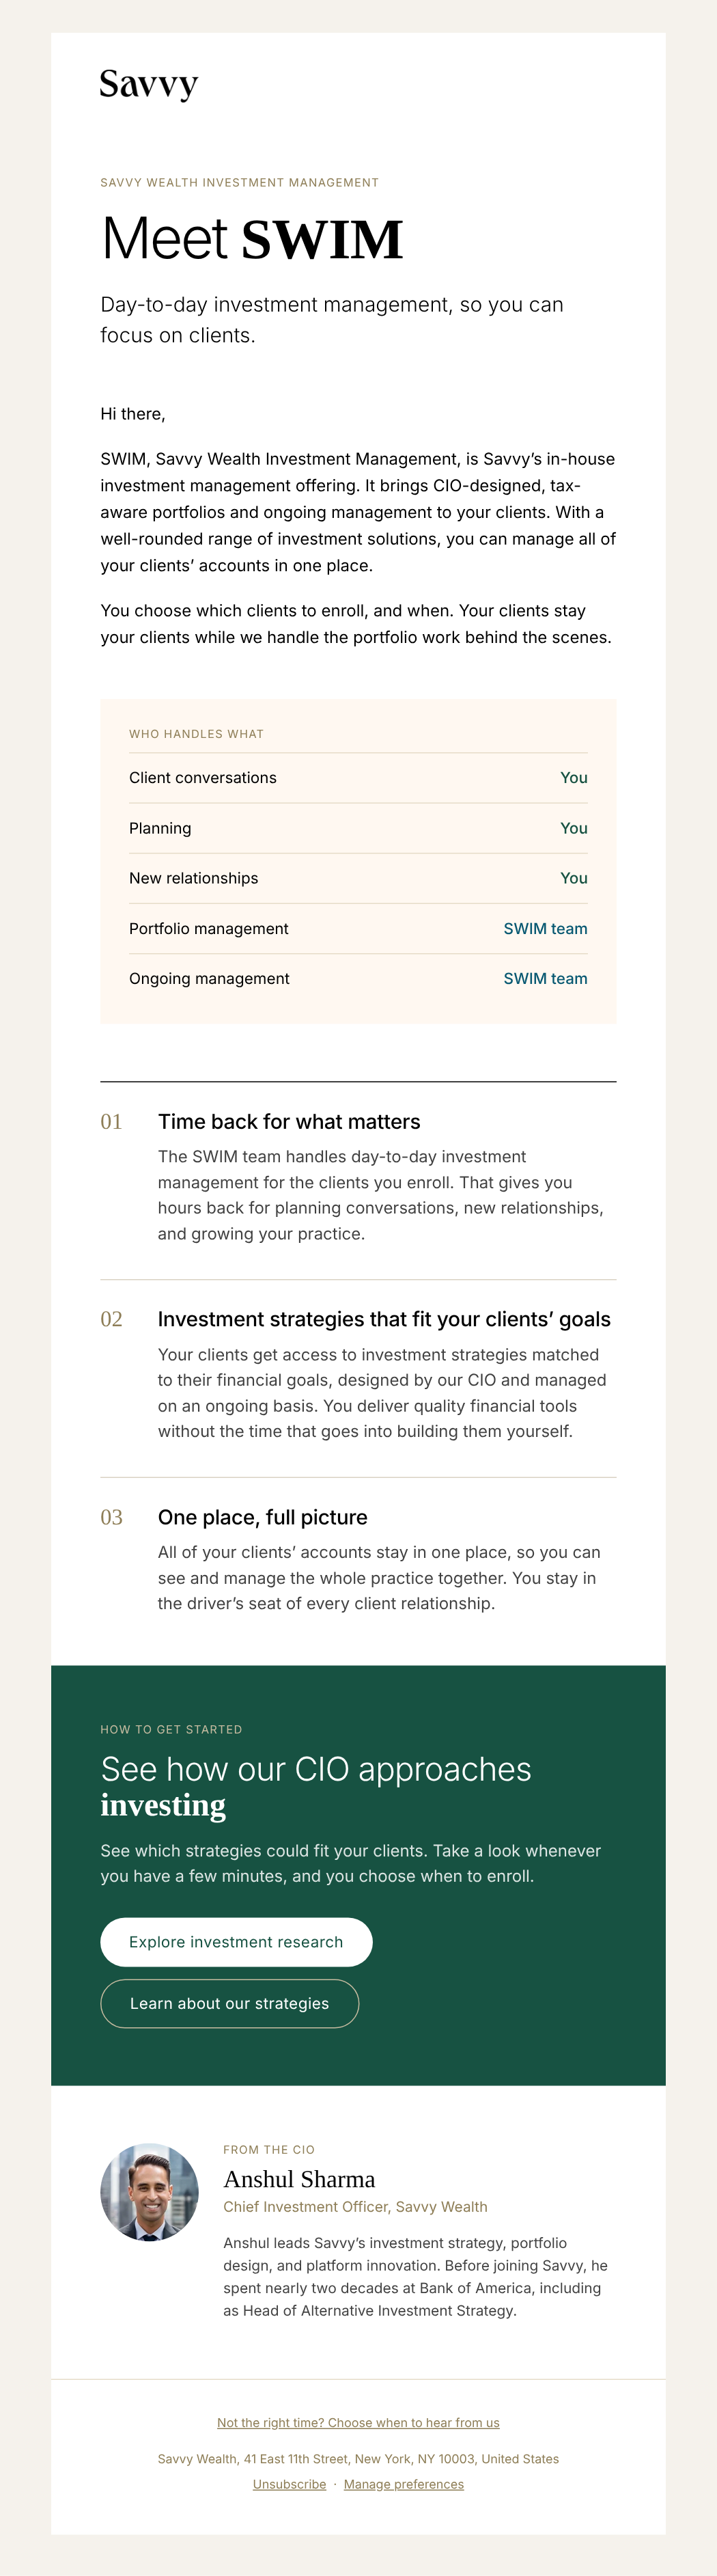 Savvy
SAVVY WEALTH INVESTMENT MANAGEMENT
Meet SWIM
Day-to-day investment management, so you can
focus on clients.
Hi there,
SWIM, Savvy Wealth Investment Management, is Savvy’s in-house
investment management offering. It brings CIO-designed, tax-
aware portfolios and ongoing management to your clients. With a
well-rounded range of investment solutions, you can manage all of
your clients’ accounts in one place.
You choose which clients to enroll, and when. Your clients stay
your clients while we handle the portfolio work behind the scenes.
WHO HANDLES WHAT
Client conversations You
Planning You
New relationships You
Portfolio management SWIM team
Ongoing management SWIM team
01 Time back for what matters
The SWIM team handles day-to-day investment
management for the clients you enroll. That gives you
hours back for planning conversations, new relationships,
and growing your practice.
02 Investment strategies that fit your clients’ goals
Your clients get access to investment strategies matched
to their financial goals, designed by our CIO and managed
on an ongoing basis. You deliver quality financial tools
without the time that goes into building them yourself.
03 One place, full picture
All of your clients’ accounts stay in one place, so you can
see and manage the whole practice together. You stay in
the driver’s seat of every client relationship.
HOW TO GET STARTED
See how our CIO approaches
investing
See which strategies could fit your clients. Take a look whenever
you have a few minutes, and you choose when to enroll.
Explore investment research
Learn about our strategies
FROM THE CIO
Anshul Sharma
Chief Investment Officer, Savvy Wealth
Anshul leads Savvy’s investment strategy, portfolio
design, and platform innovation. Before joining Savvy, he
spent nearly two decades at Bank of America, including
as Head of Alternative Investment Strategy.
Not the right time? Choose when to hear from us
Savvy Wealth, 41 East 11th Street, New York, NY 10003, United States
Unsubscribe · Manage preferences